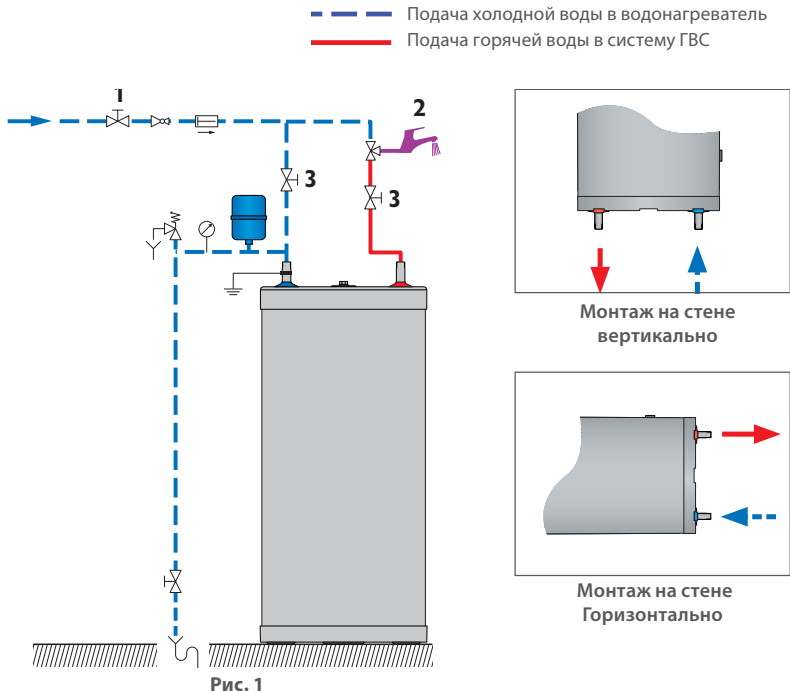 Подача холодной воды в водонагреватель
Подача горячей воды в систему ГВС
1
2
3
3
Монтаж на стене
вертикально
Монтаж на стене
Горизонтально
Рис. 1